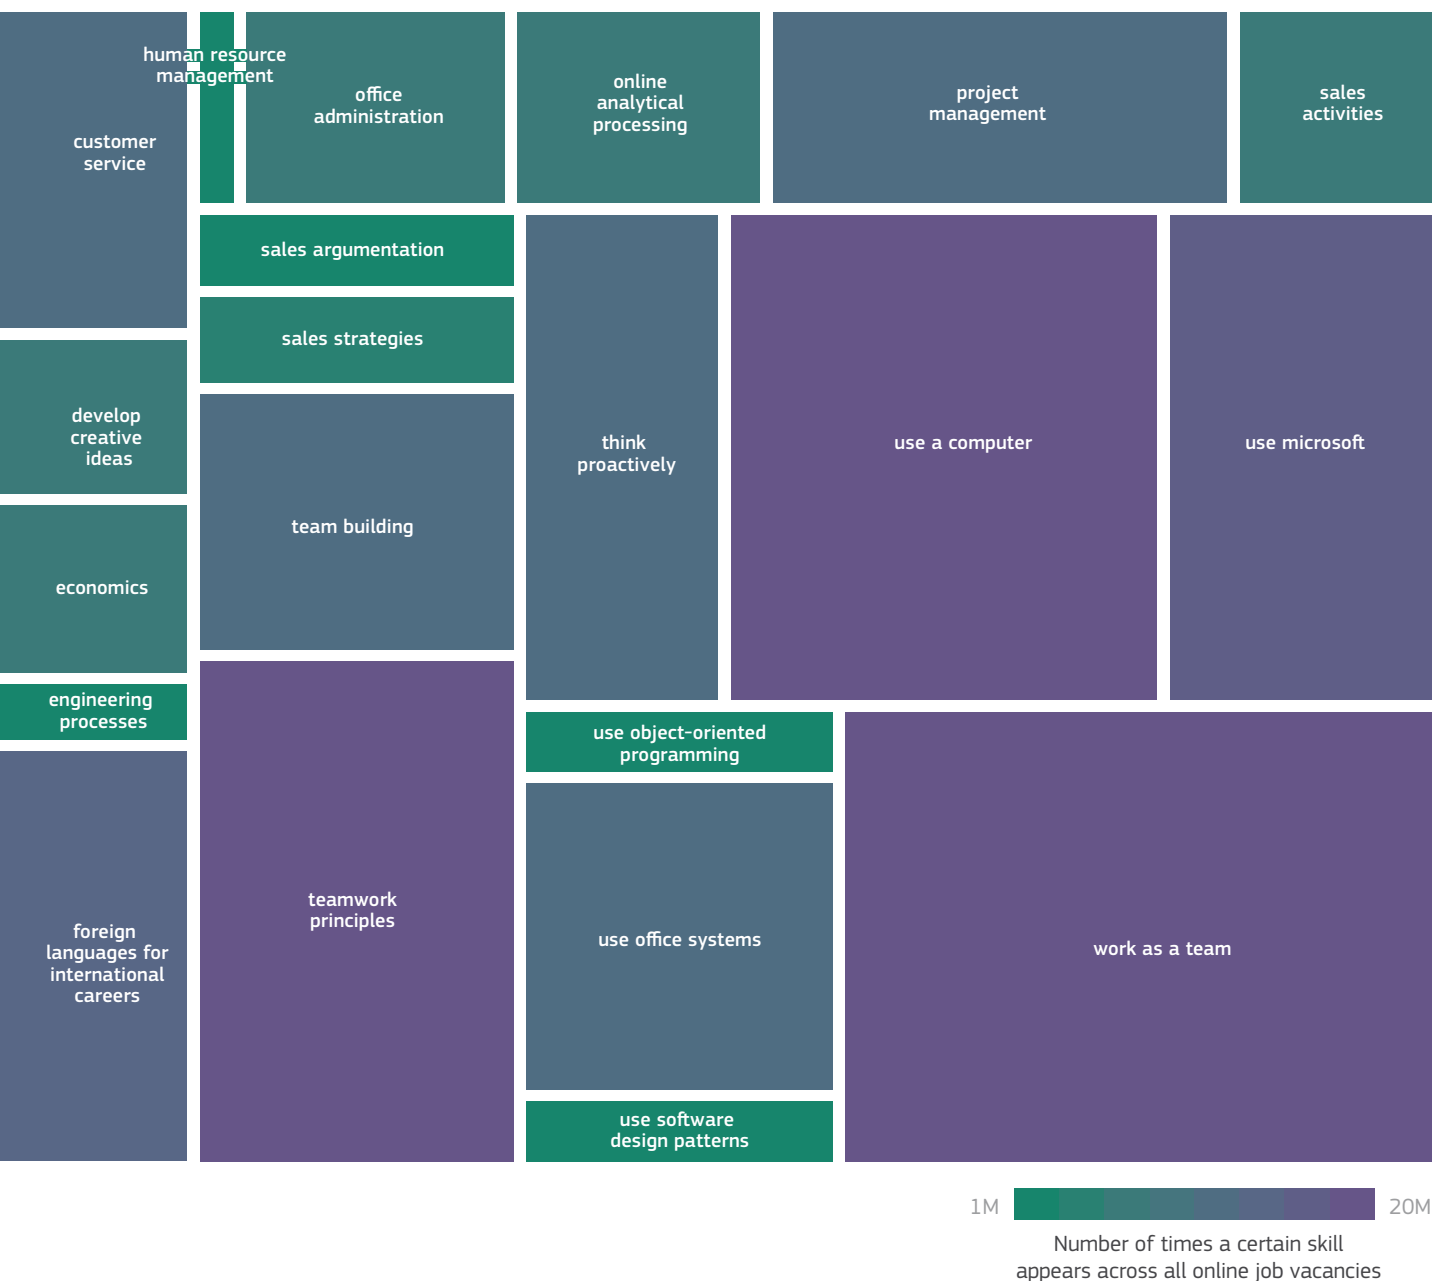 human resource
management
customer
service
office
administration
online
analytical
processing
project
management
sales
activities
sales argumentation
sales strategies
develop
creative
ideas
team building
think
proactively
use a computer
use microsoft
economics
engineering
processes
foreign
languages for
international
careers
teamwork
principles
use object-oriented
programming
use office systems
use software
design patterns
work as a team
1M
20M
Number of times a certain skill
appears across all online job vacancies